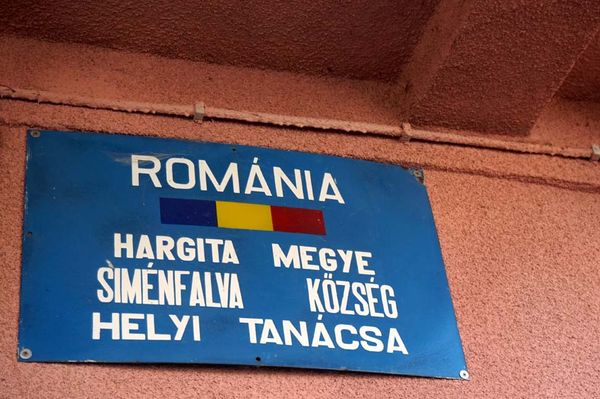 ROMÁNIA
HARGITA MEGYE
SIMÉNFALVA KÖZSÉG
HELYI TANÁCSA